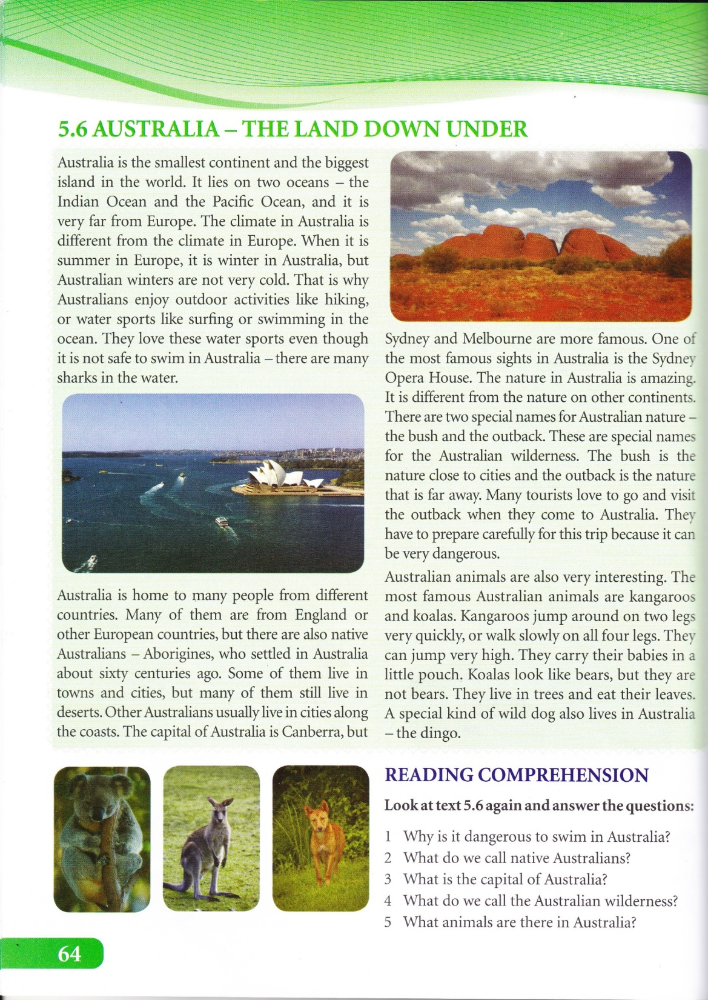 5.6 AUSTRALIA – THE LAND DOWN UNDER
Australia is the smallest continent and the biggest
island in the world. It lies on two oceans – the
Indian Ocean and the Pacific Ocean, and it is
very far from Europe. The climate in Australia is
different from the climate in Europe. When it is
summer in Europe, it is winter in Australia, but
Australian winters are not very cold. That is why
Australians enjoy outdoor activities like hiking,
or water sports like surfing or swimming in the
ocean. They love these water sports even though
it is not safe to swim in Australia – there are many
sharks in the water.
Australia is home to many people from different
countries. Many of them are from England or
other European countries, but there are also native
Australians – Aborigines, who settled in Australia
about sixty centuries ago. Some of them live in
towns and cities, but many of them still live in
deserts. Other Australians usually live in cities along
the coasts. The capital of Australia is Canberra, but
Sydney and Melbourne are more famous. One of
the most famous sights in Australia is the Sydney
Opera House. The nature in Australia is amazing.
It is different from the nature on other continents.
There are two special names for Australian nature –
the bush and the outback. These are special names
for the Australian wilderness. The bush is the
nature close to cities and the outback is the nature
that is far away. Many tourists love to go and visit
the outback when they come to Australia. They
have to prepare carefully for this trip because it can
be very dangerous.
Australian animals are also very interesting. The
most famous Australian animals are kangaroos
and koalas. Kangaroos jump around on two legs
very quickly, or walk slowly on all four legs. They
can jump very high. They carry their babies in a
little pouch. Koalas look like bears, but they are
not bears. They live in trees and eat their leaves.
A special kind of wild dog also lives in Australia
– the dingo.
READING COMPREHENSION
Look at text 5.6 again and answer the questions:
1 Why is it dangerous to swim in Australia?
2 What do we call native Australians?
3 What is the capital of Australia?
4 What do we call the Australian wilderness?
5 What animals are there in Australia?
64